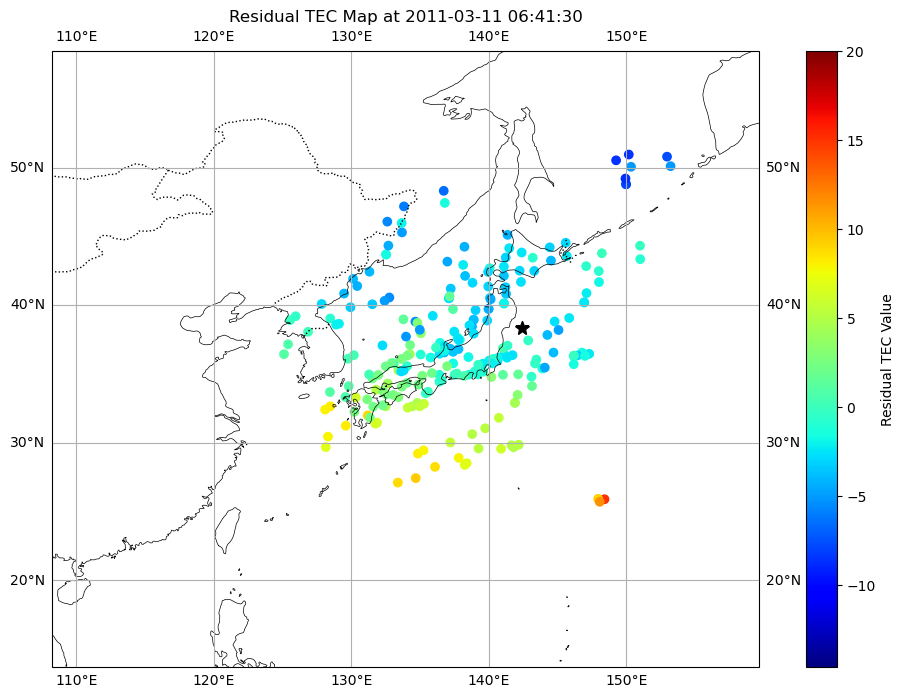 Residual TEC Map at 2011-03-11 06:41:30
110°E 120°E 130°E 140°E 150°E
50°N 50°N
40°N 40°N
30°N 30°N
20°N 20°N
110°E 120°E 130°E 140°E 150°E
20
15
10
5
0
−5
−10
Residual TEC Value